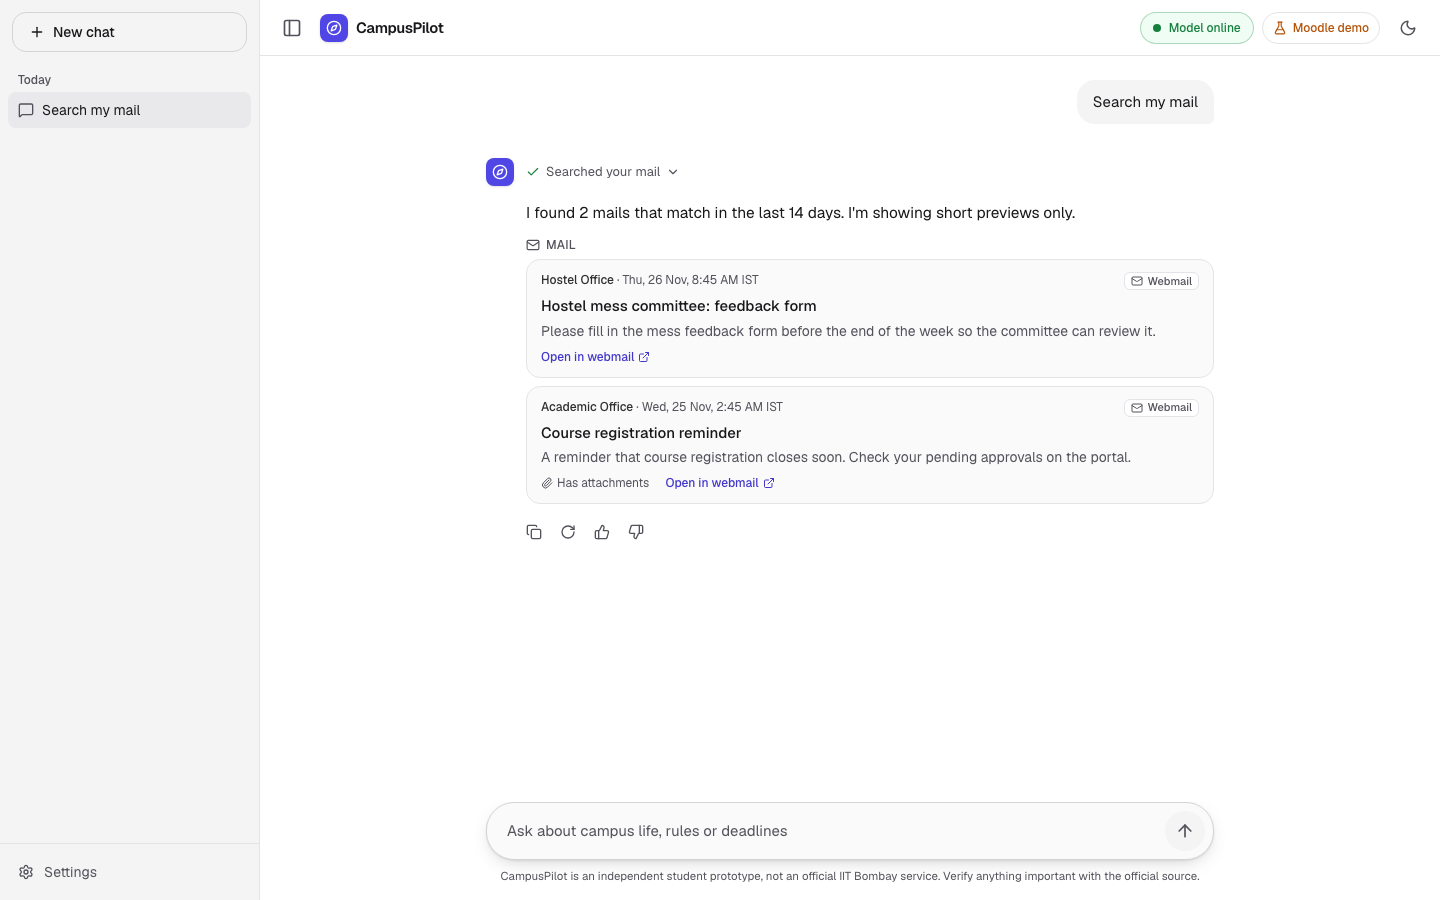 New chat
Today
Search my mail
Settings
CampusPilot
Model online
Moodle demo
Search my mail
Searched your mail
I found 2 mails that match in the last 14 days. I'm showing short previews only.
MAIL
Hostel Office · Thu, 26 Nov, 8:45 AM IST
Webmail
Hostel mess committee: feedback form
Please fill in the mess feedback form before the end of the week so the committee can review it.
Open in webmail
Academic Office · Wed, 25 Nov, 2:45 AM IST
Webmail
Course registration reminder
A reminder that course registration closes soon. Check your pending approvals on the portal.
Has attachments Open in webmail
Ask about campus life, rules or deadlines
CampusPilot is an independent student prototype, not an official IIT Bombay service. Verify anything important with the official source.